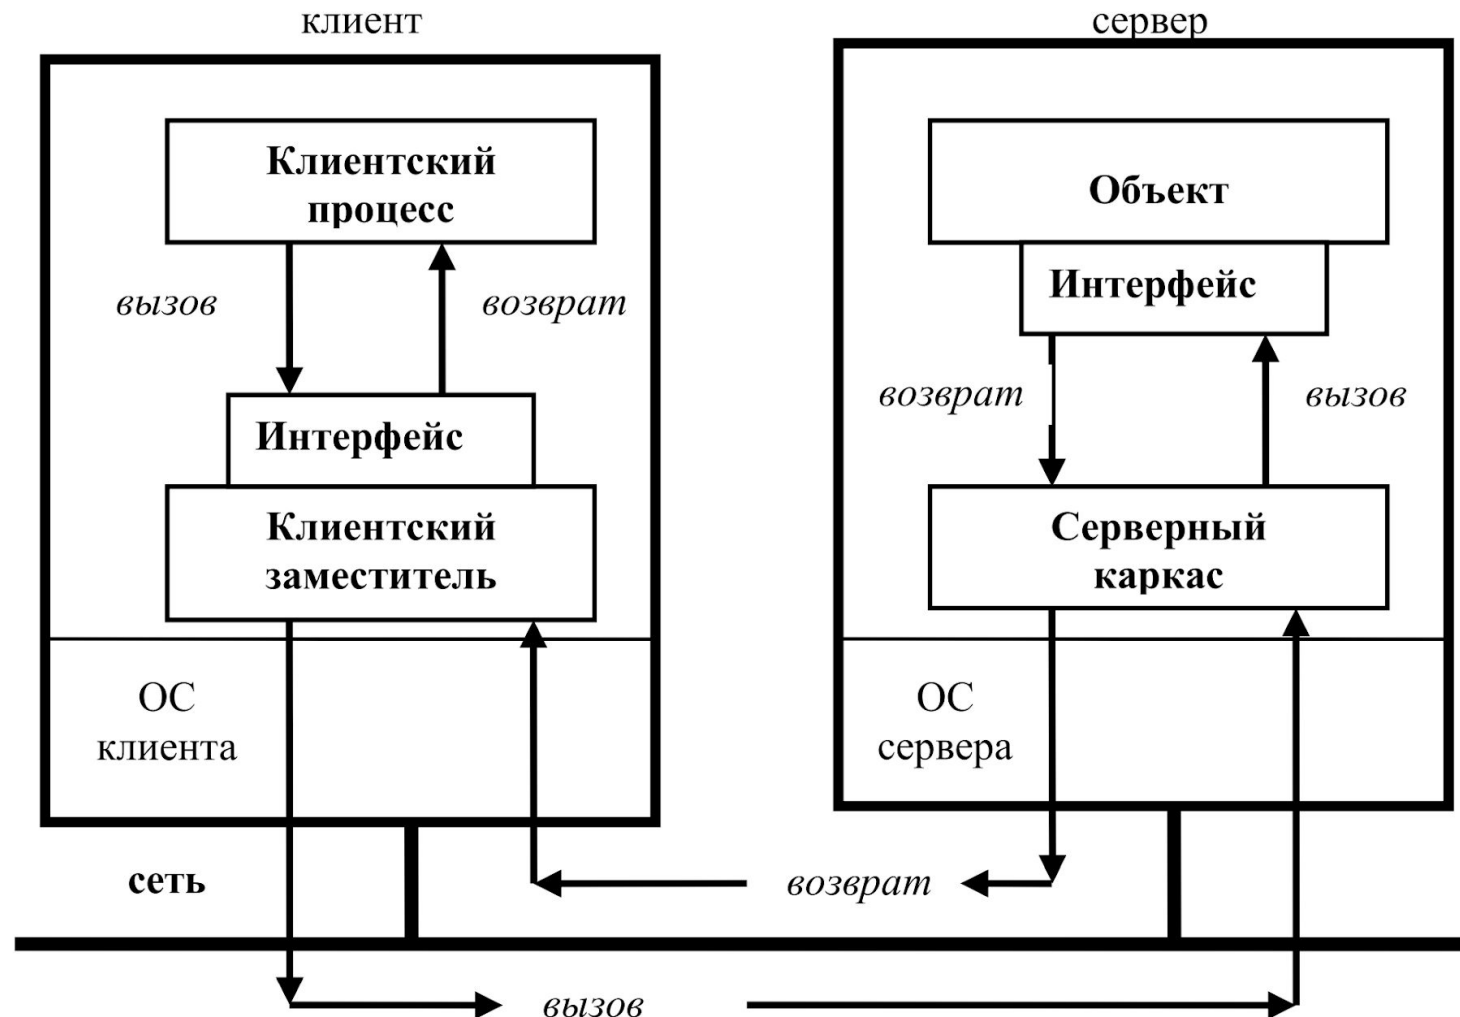 клиент
сервер
Клиентский
процесс
Объект
Интерфейс
вызов
возврат
возврат
вызов
Интерфейс
Клиентский
заместитель
Серверный
каркас
ОС
клиента
ОС
сервера
сеть
возврат
вызов